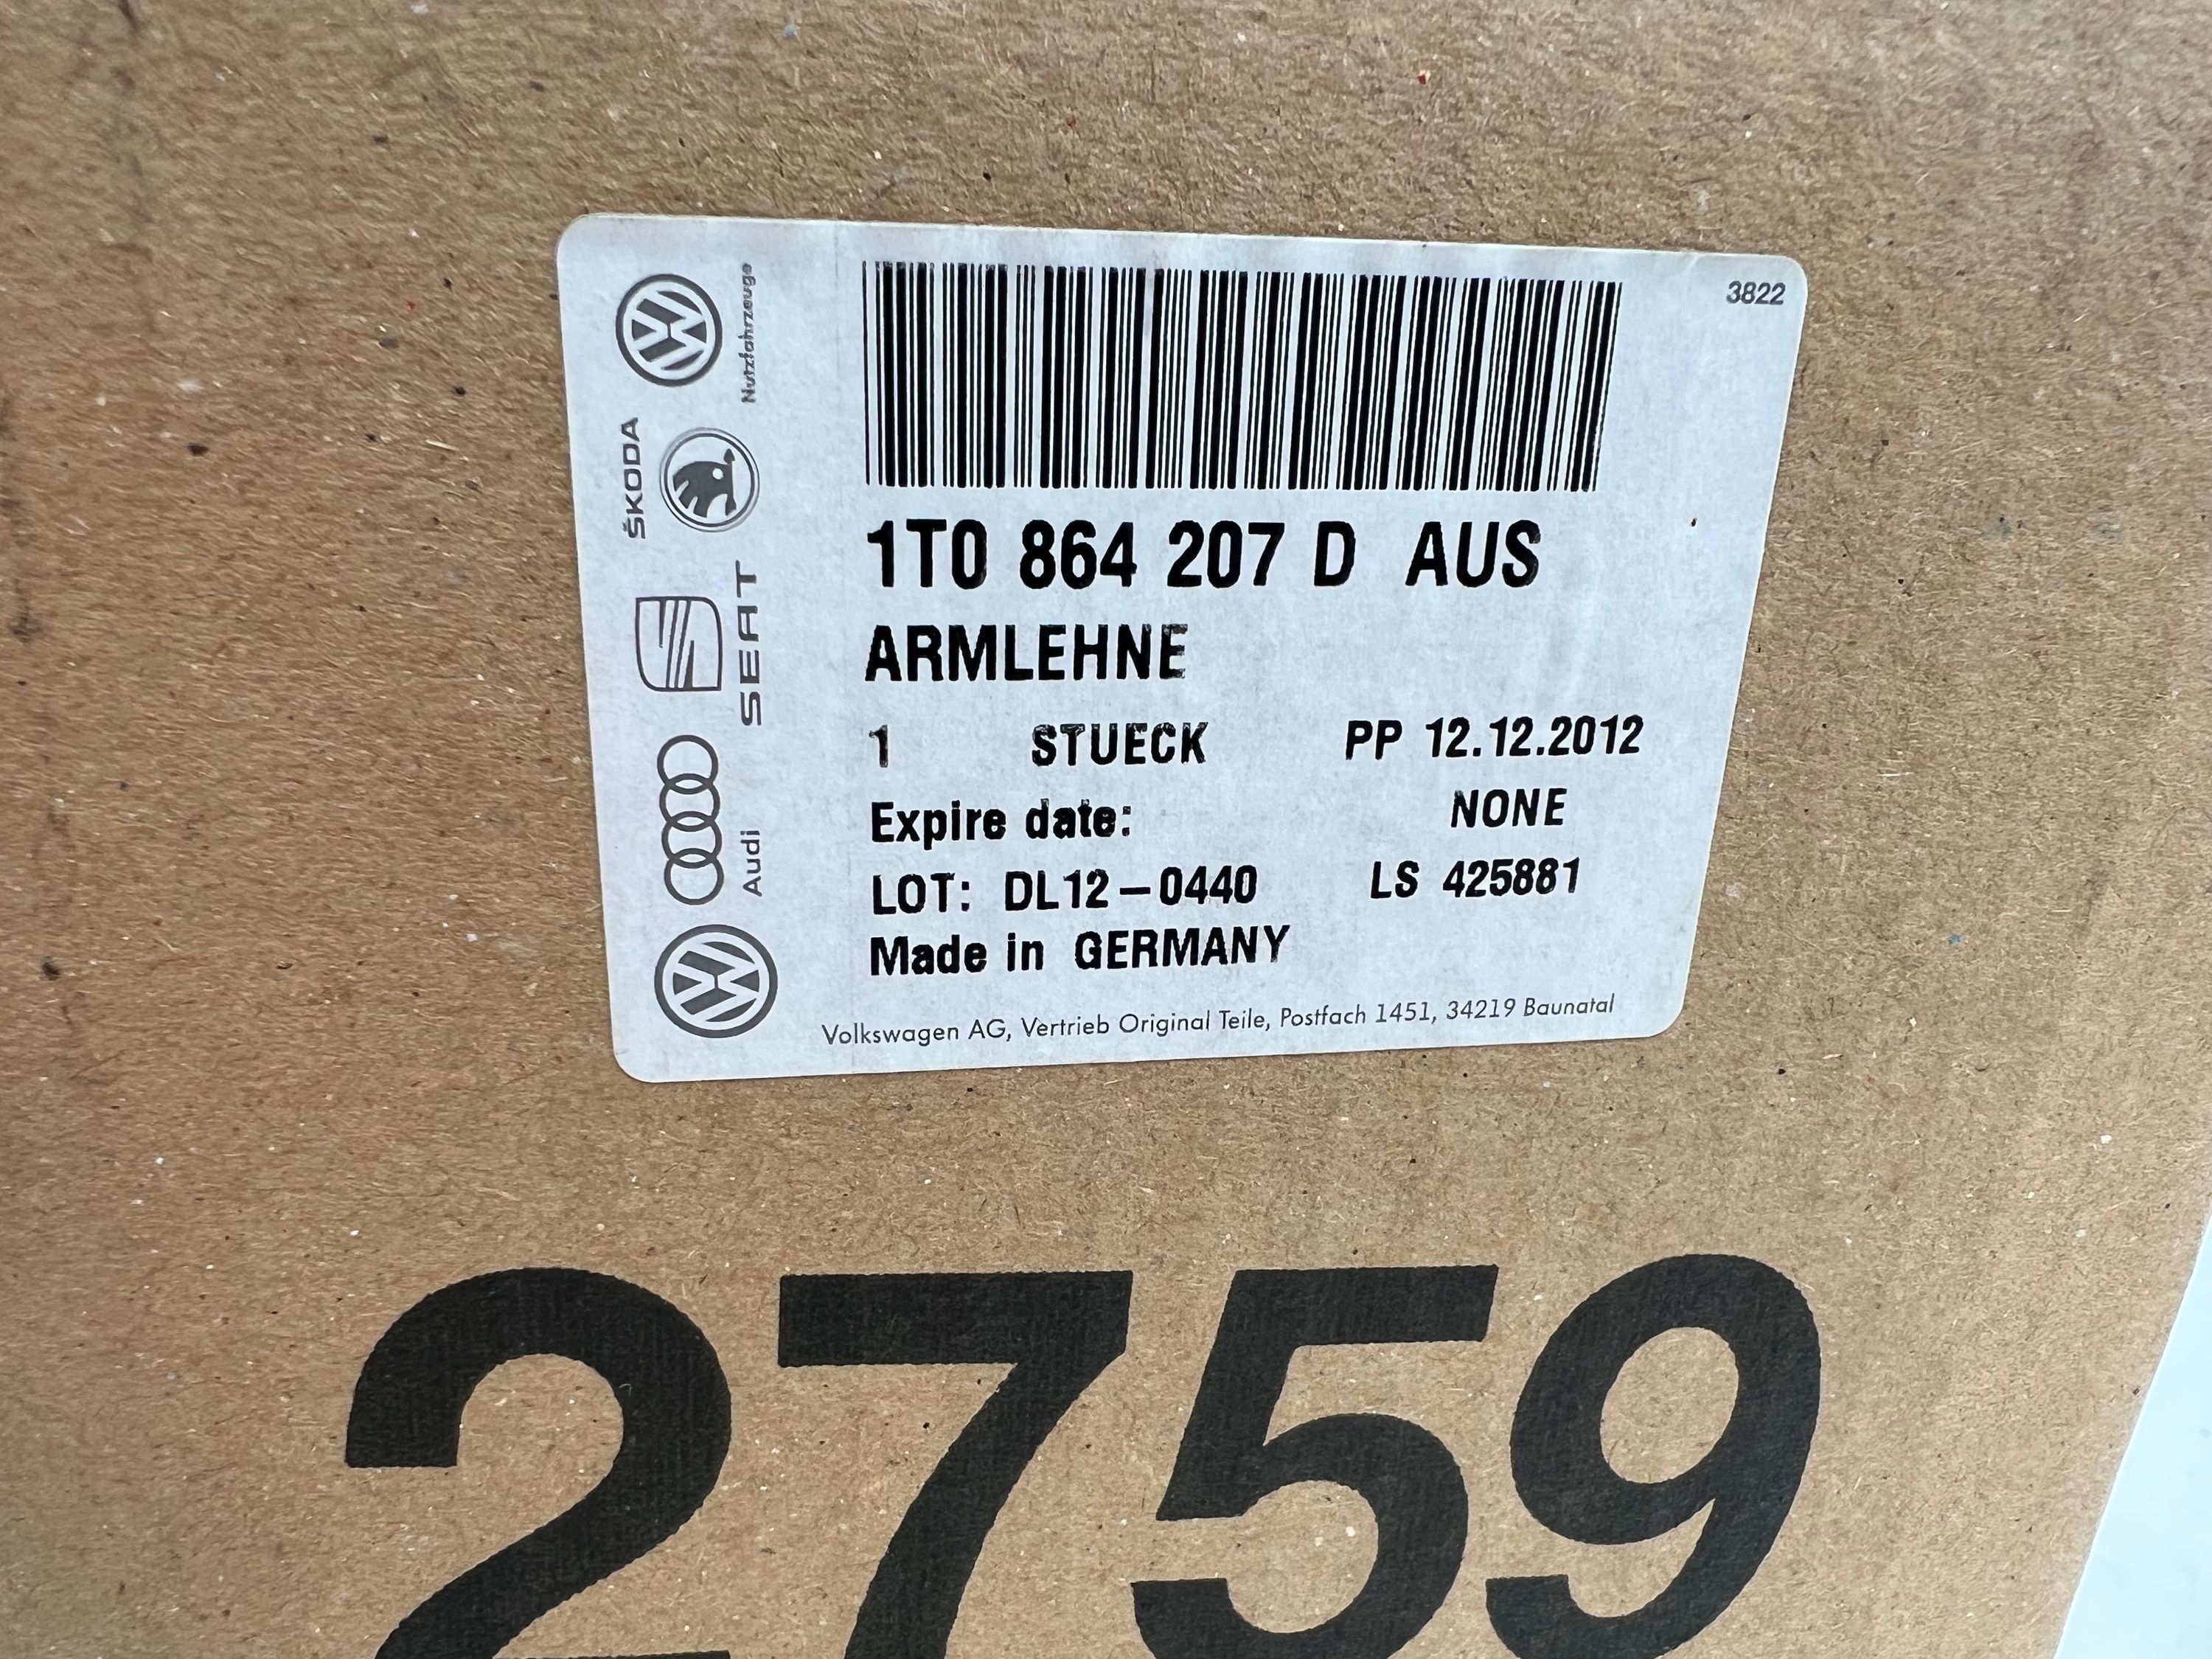 3822
1T0 864 207 D AUS
ARMLEHNE
1 STUECK PP 12.12.2012
Expire date: NONE
LOT: DL12-0440 LS 425881
Made in GERMANY
Volkswagen AG, Vertrieb Original Teile, Postfach 1451, 34219 Baunatal
Audi
SEAT
ŠKODA
Nutzfahrzeuge
2759